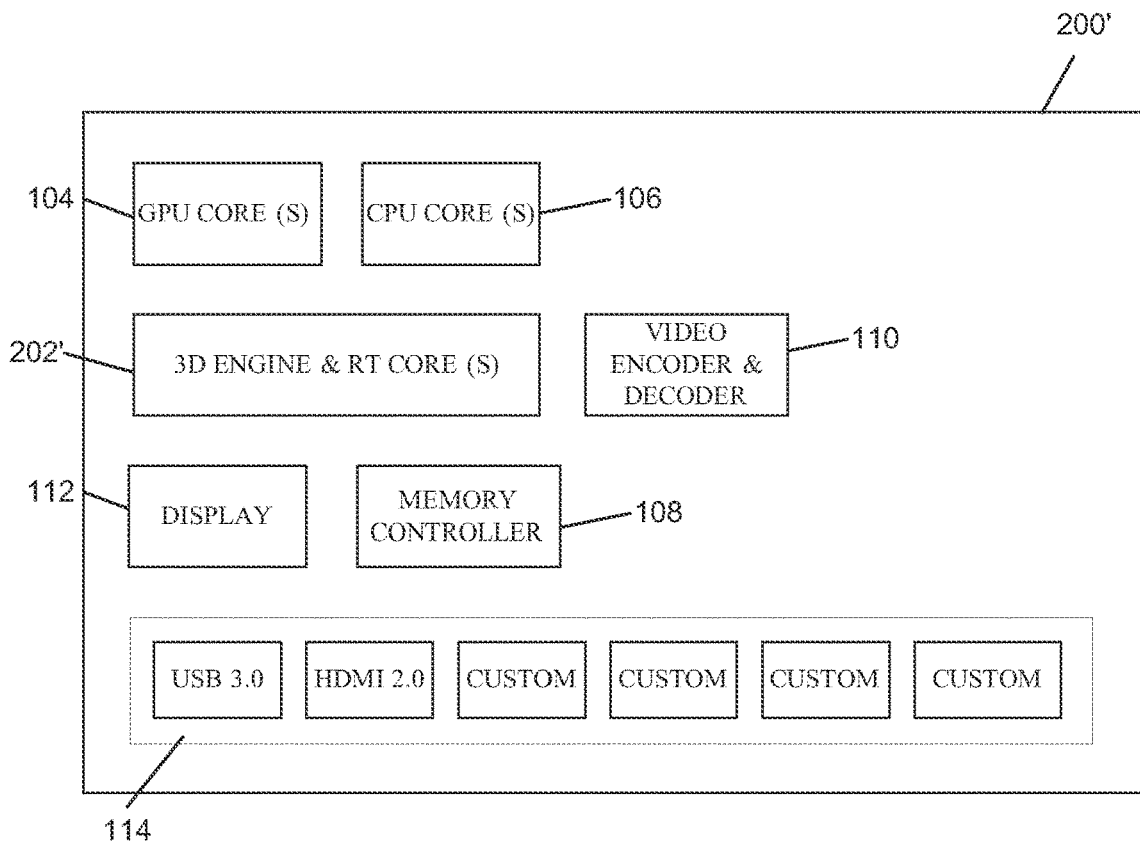 200'
104
GPU CORE (S)
CPU CORE (S)
106
202'
3D ENGINE & RT CORE (S)
VIDEO
ENCODER &
DECODER
110
112
DISPLAY
MEMORY
CONTROLLER
108
USB 3.0
HDMI 2.0
CUSTOM
CUSTOM
CUSTOM
CUSTOM
114